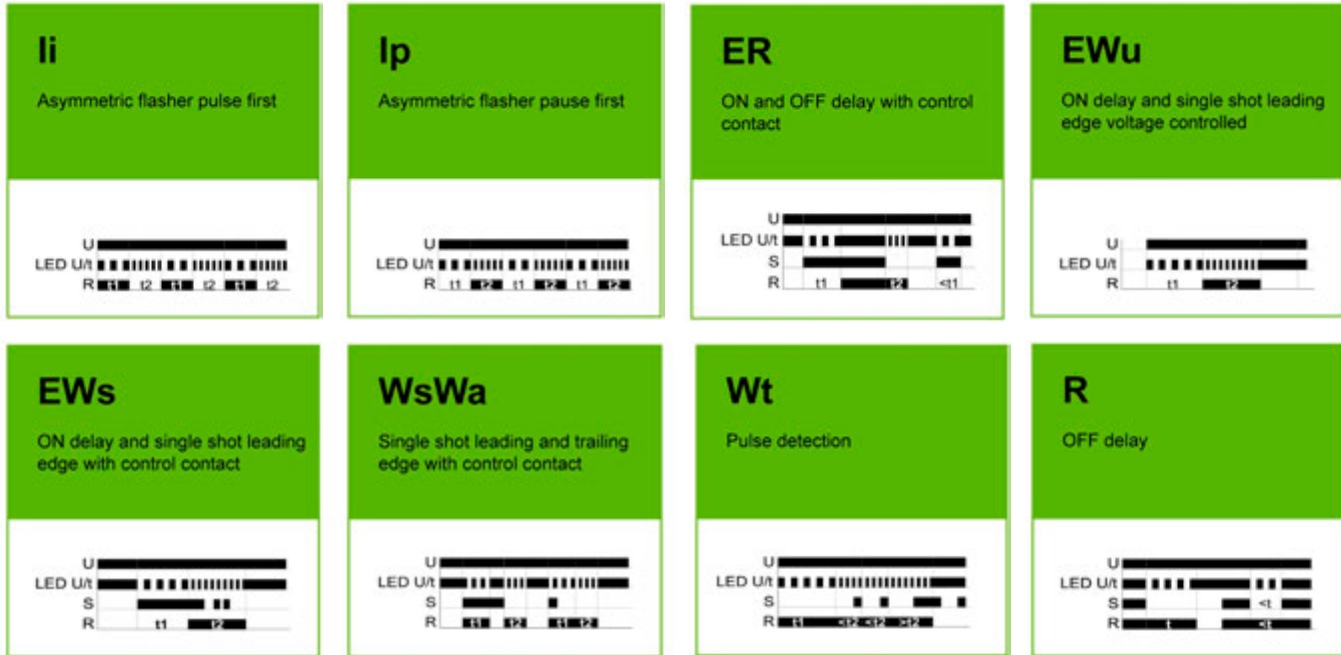 Ii
Asymmetric flasher pulse first
U
LED U/t
R t1 t2 t1 t2 t1 t2
Ip
Asymmetric flasher pause first
U
LED U/t
R t1 t2 t1 t2 t1 t2
ER
ON and OFF delay with control
contact
U
LED U/t
S
R t1 t2 <t1
EWu
ON delay and single shot leading
edge voltage controlled
U
LED U/t
R t1 t2
EWs
ON delay and single shot leading
edge with control contact
U
LED U/t
S
R t1 t2
WsWa
Single shot leading and trailing
edge with control contact
U
LED U/t
S
R t1 t2 t1 t2
Wt
Pulse detection
U
LED U/t
S
R t1 <t2 <t2 >t2
R
OFF delay
U
LED U/t
S <t
R t <t